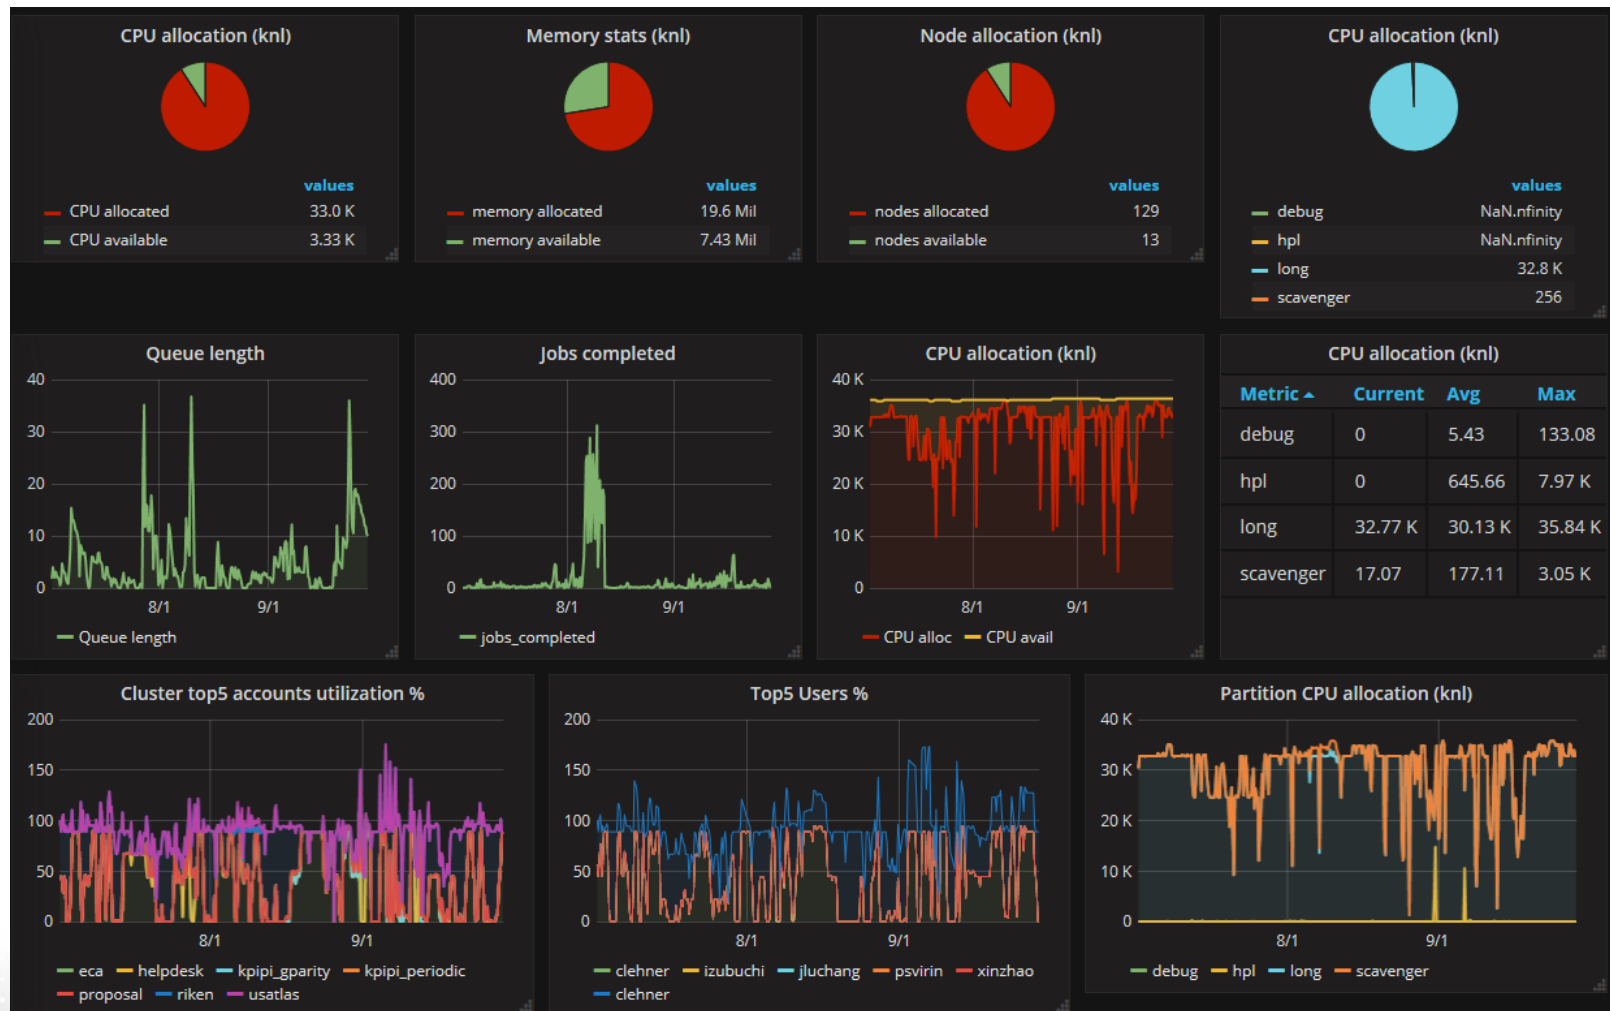 CPU allocation (knl)
values
CPU allocated 33.0 K
CPU available 3.33 K
Memory stats (knl)
values
memory allocated 19.6 Mil
memory available 7.43 Mil
Node allocation (knl)
values
nodes allocated 129
nodes available 13
CPU allocation (knl)
values
debug NaN.nfinity
hpl NaN.nfinity
long 32.8 K
scavenger 256
Queue length
40
30
20
10
0
8/1 9/1
Queue length
Jobs completed
400
300
200
100
0
8/1 9/1
jobs_completed
CPU allocation (knl)
40 K
30 K
20 K
10 K
0
8/1 9/1
CPU alloc CPU avail
CPU allocation (knl)
Metric Current Avg Max
debug 0 5.43 133.08
hpl 0 645.66 7.97 K
long 32.77 K 30.13 K 35.84 K
scavenger 17.07 177.11 3.05 K
Cluster top5 accounts utilization %
200
150
100
50
0
8/1 9/1
eca helpdesk kpipi_gparity kpipi_periodic
proposal riken usatlas
Top5 Users %
200
150
100
50
0
8/1 9/1
clehner izubuchi jluchang psvirin xinzhao
clehner
Partition CPU allocation (knl)
40 K
30 K
20 K
10 K
0
8/1 9/1
debug hpl long scavenger